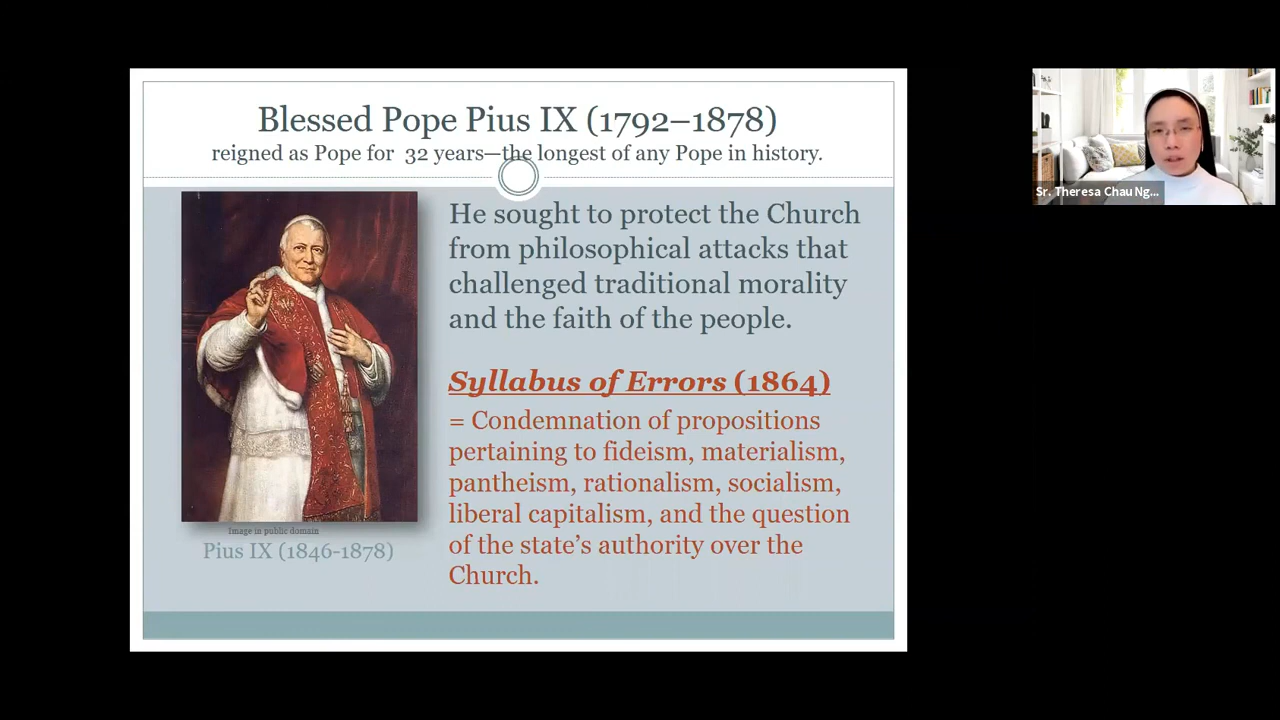 Blessed Pope Pius IX (1792–1878)
reigned as Pope for 32 years—the longest of any Pope in history.
He sought to protect the Church
from philosophical attacks that
challenged traditional morality
and the faith of the people.
Syllabus of Errors (1864)
= Condemnation of propositions
pertaining to fideism, materialism,
pantheism, rationalism, socialism,
liberal capitalism, and the question
of the state’s authority over the
Church.
Image in public domain
Pius IX (1846-1878)
Sr. Theresa Chau Ng...